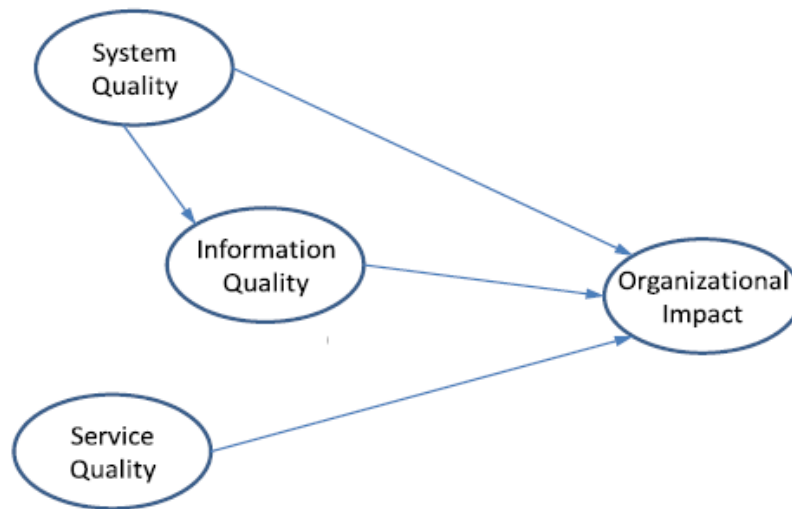 System
Quality
Information
Quality
Organizational
Impact
Service
Quality